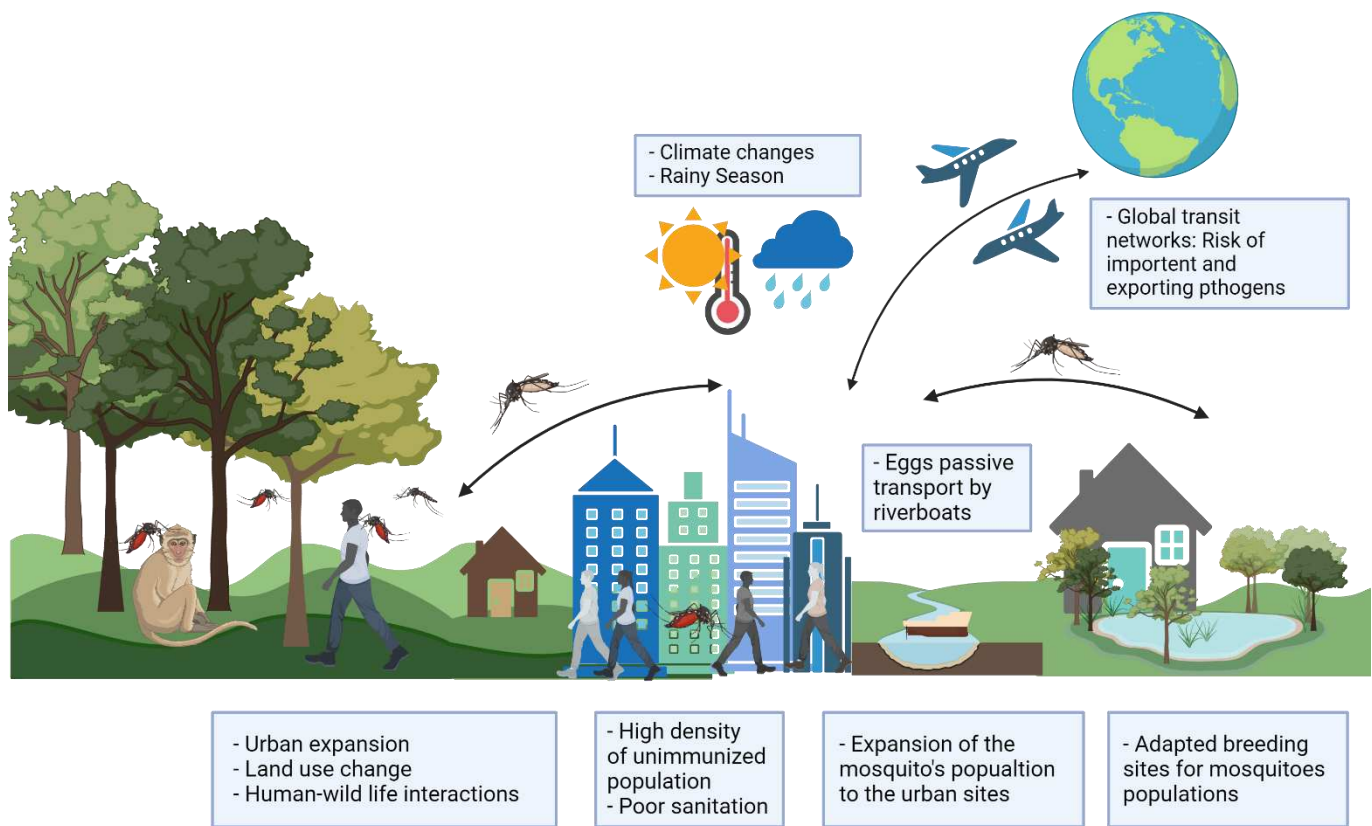 - Climate changes
- Rainy Season
- Global transit
networks: Risk of
importent and
exporting pthogens
- Eggs passive
transport by
riverboats
- Urban expansion
- Land use change
- Human-wild life interactions
- High density
of unimmunized
population
- Poor sanitation
- Expansion of the
mosquito's popualtion
to the urban sites
- Adapted breeding
sites for mosquitoes
populations